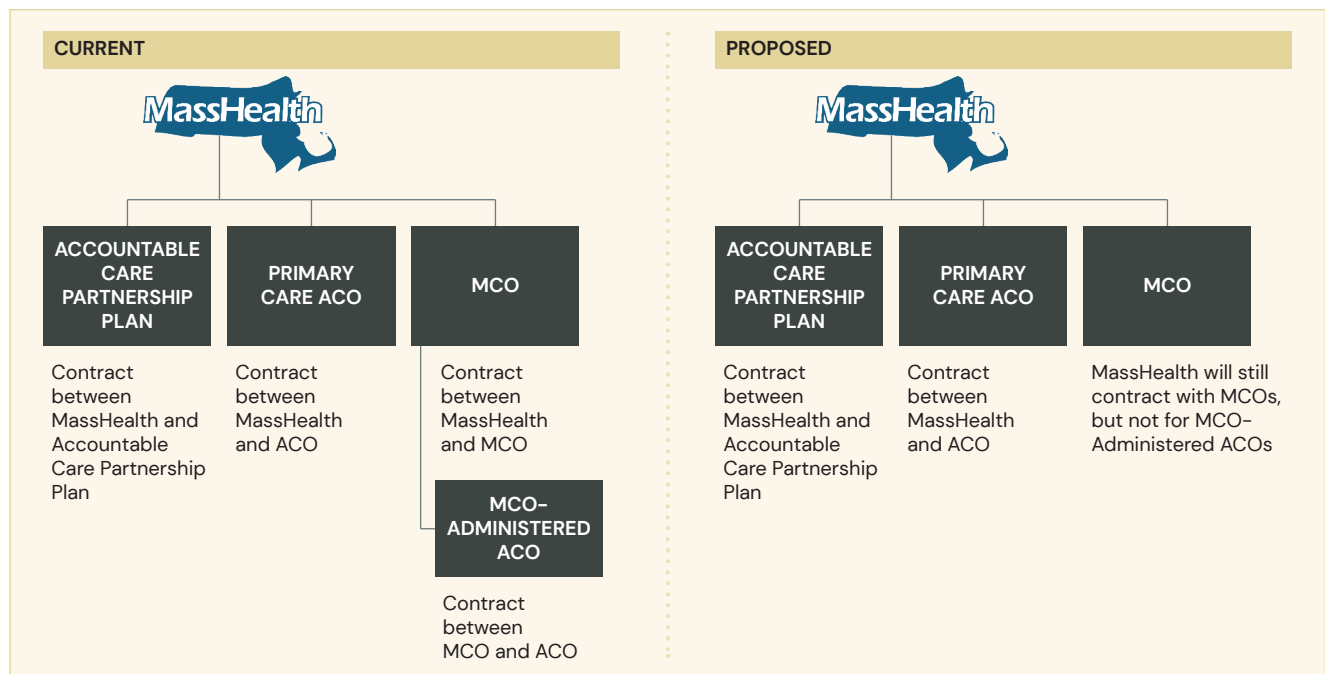 CURRENT
MassHealth
ACCOUNTABLE
CARE
PARTNERSHIP
PLAN
PRIMARY
CARE ACO
MCO
Contract
between
MassHealth and
Accountable
Care Partnership
Plan
Contract
between
MassHealth
and ACO
Contract
between
MassHealth
and MCO
MCO-
ADMINISTERED
ACO
Contract
between
MCO and ACO
PROPOSED
MassHealth
ACCOUNTABLE
CARE
PARTNERSHIP
PLAN
PRIMARY
CARE ACO
MCO
Contract
between
MassHealth and
Accountable
Care Partnership
Plan
Contract
between
MassHealth
and ACO
MassHealth will still
contract with MCOs,
but not for MCO-
Administered ACOs